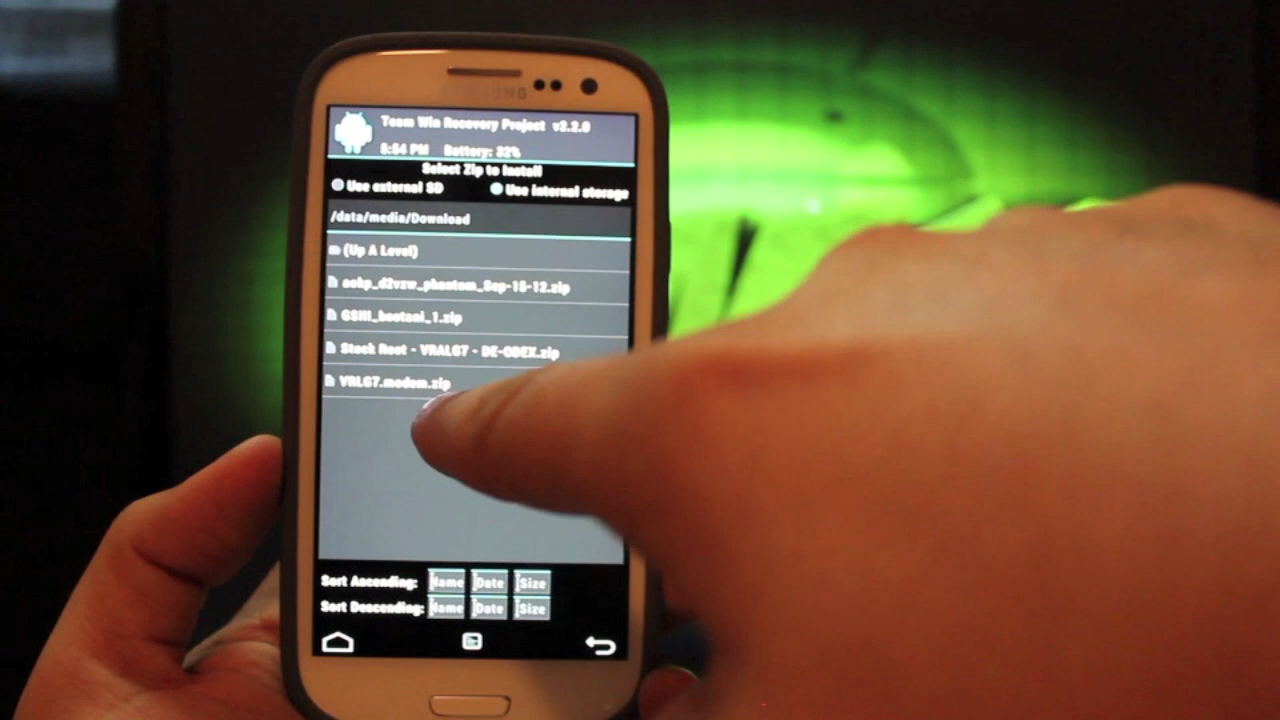 SAMSUNG
Team Win Recovery Project v2.2.0
5:54 PM Battery: 32%
Select Zip to Install
Use external SD Use internal storage
/data/media/Download
(Up A Level)
aokp_d2vzw_phantom_Sep-15-12.zip
GSIII_bootani_1.zip
Stock Root - VRALG7 - DE-ODEX.zip
VRLG7.modem.zip
Sort Ascending: Name Date Size
Sort Descending: Name Date Size